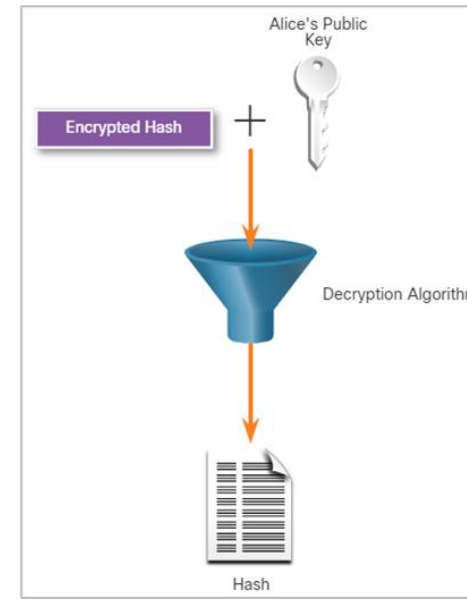 Alice's Public
Key
Encrypted Hash
+
Decryption Algorith
Hash